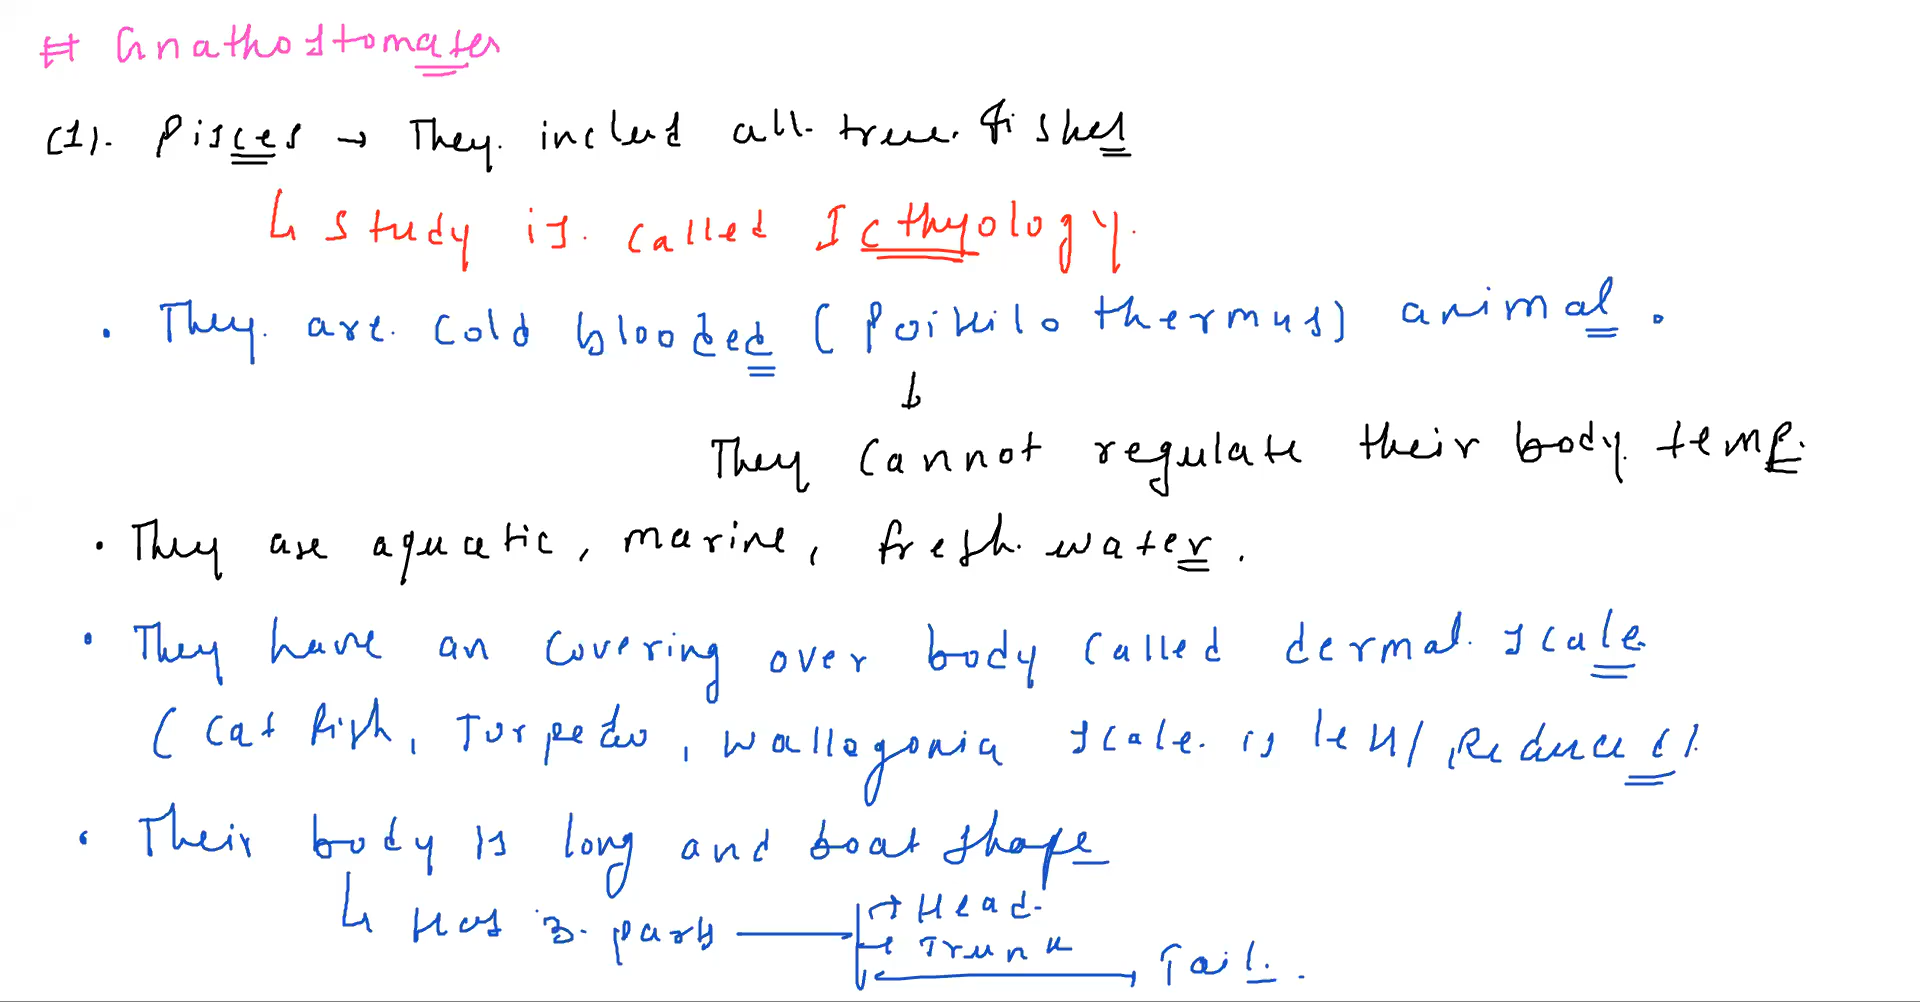 # Gnathostomates
(1). Pisces → They. include all. true. fishes
↳ Study is. called Icthyology.
• They. are. cold blooded (Poikilo thermus) animal.
↓
They cannot regulate their body. temp.
• They are aquatic, marine, fresh. water.
• They have an covering over body called dermal. scale.
(cat fish, Torpedo, wallagonia scale. is less/Reduced).
• Their body is long and boat shape
↳ Has 3. parts → Head.
→ Trunk
→ Tail.